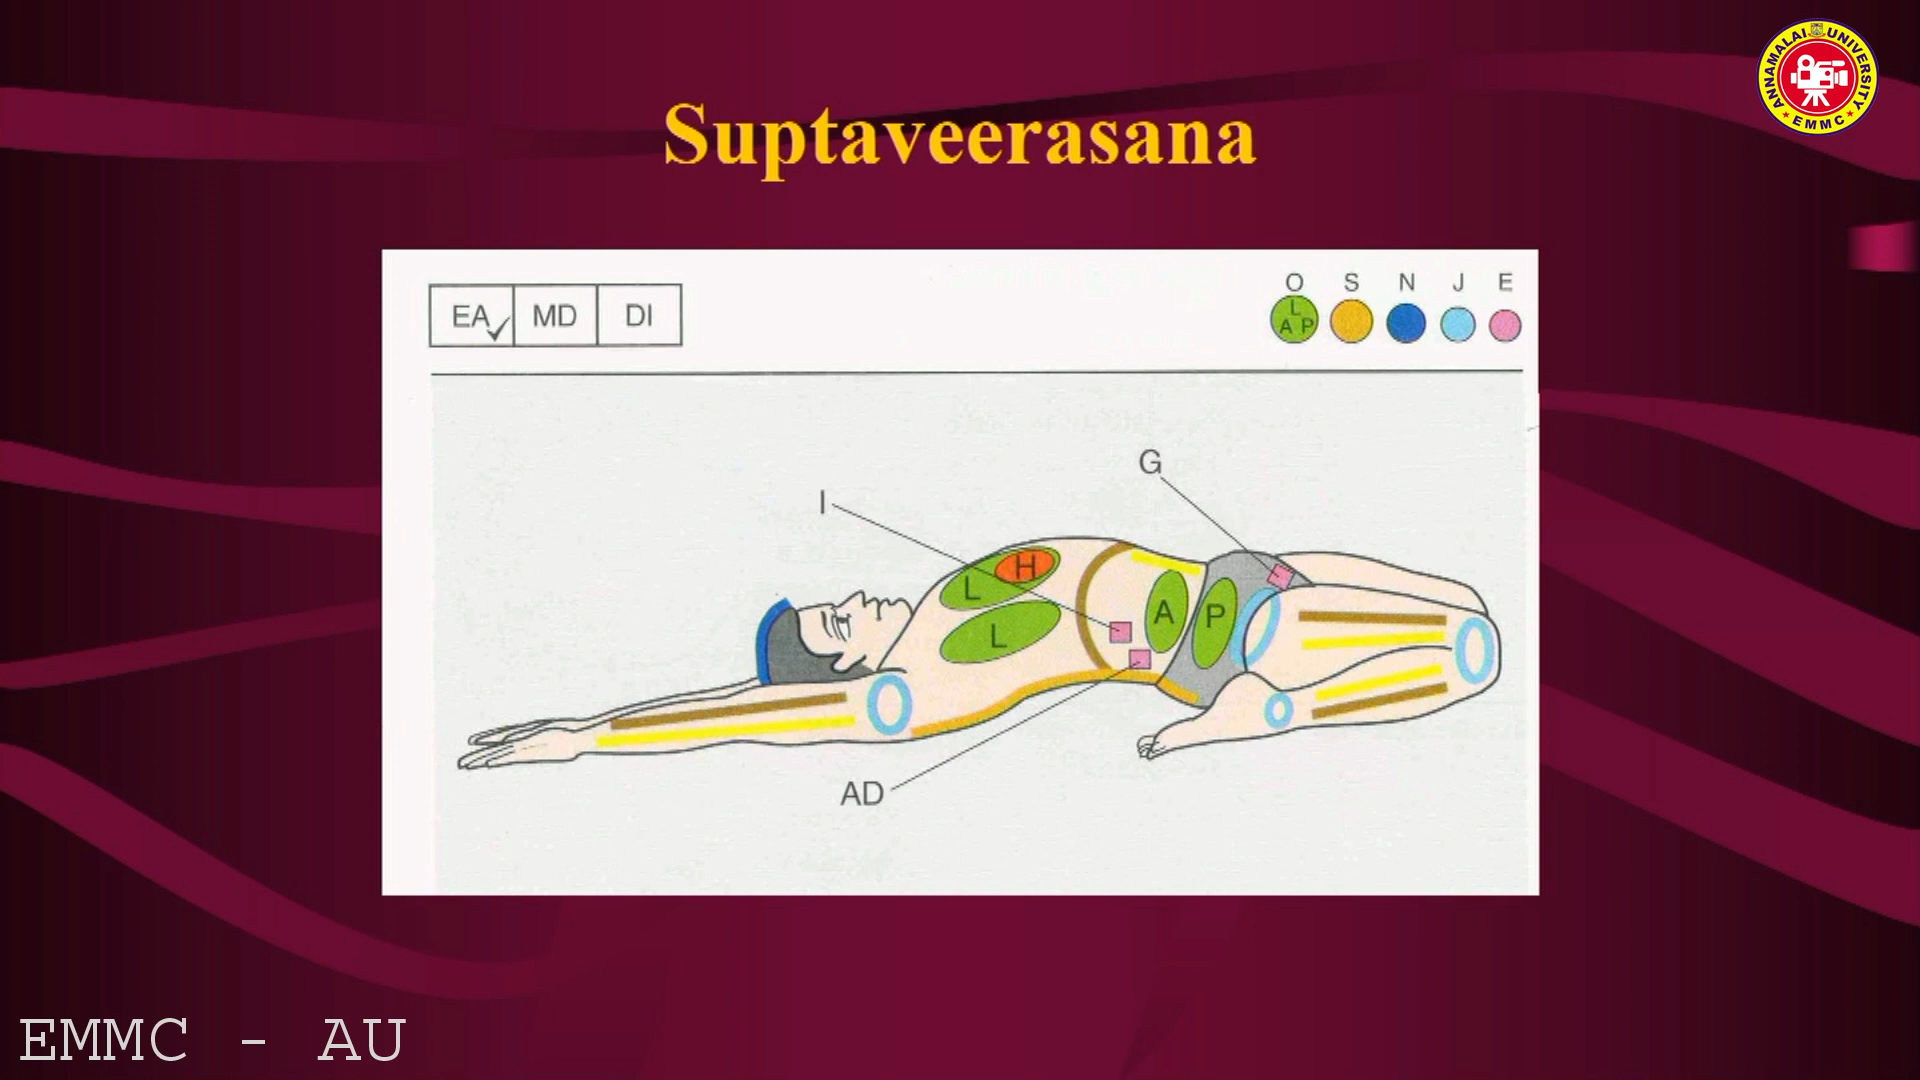 ANNAMALAI UNIVERSITY
EMMC
Suptaveerasana
EA MD DI
O S N J E
L
A P
G
I
H
L
A P
L
AD
EMMC - AU